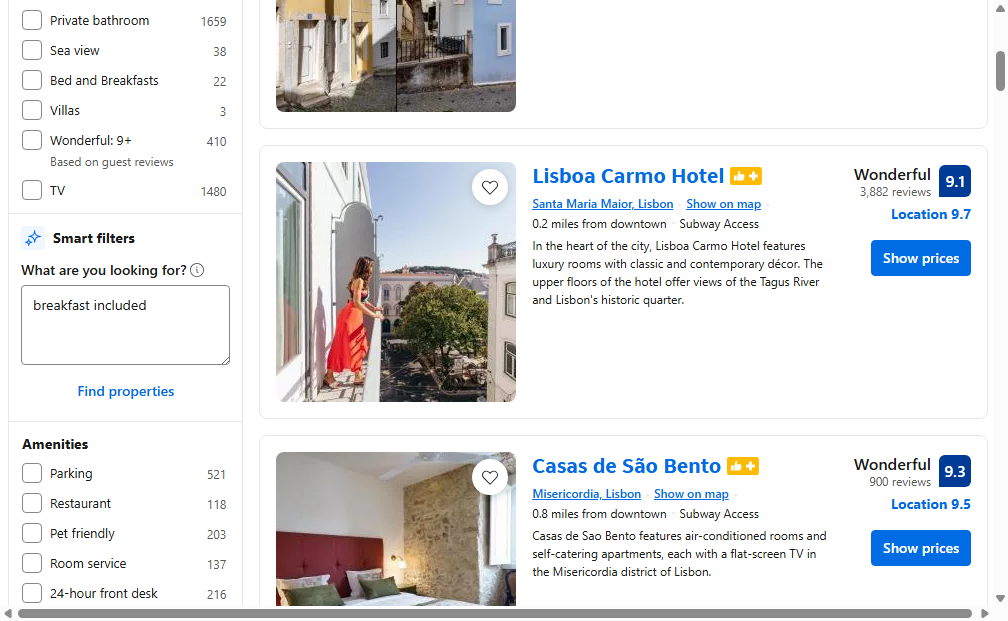 Private bathroom 1659
Sea view 38
Bed and Breakfasts 22
Villas 3
Wonderful: 9+ 410
Based on guest reviews
TV 1480
Smart filters
What are you looking for?
breakfast included
Find properties
Amenities
Parking 521
Restaurant 118
Pet friendly 203
Room service 137
24-hour front desk 216
Lisboa Carmo Hotel
Santa Maria Maior, Lisbon · Show on map
0.2 miles from downtown · Subway Access
In the heart of the city, Lisboa Carmo Hotel features
luxury rooms with classic and contemporary décor. The
upper floors of the hotel offer views of the Tagus River
and Lisbon's historic quarter.
Wonderful 9.1
3,882 reviews
Location 9.7
Show prices
Casas de São Bento
Misericordia, Lisbon · Show on map
0.8 miles from downtown · Subway Access
Casas de Sao Bento features air-conditioned rooms and
self-catering apartments, each with a flat-screen TV in
the Misericordia district of Lisbon.
Wonderful 9.3
900 reviews
Location 9.5
Show prices